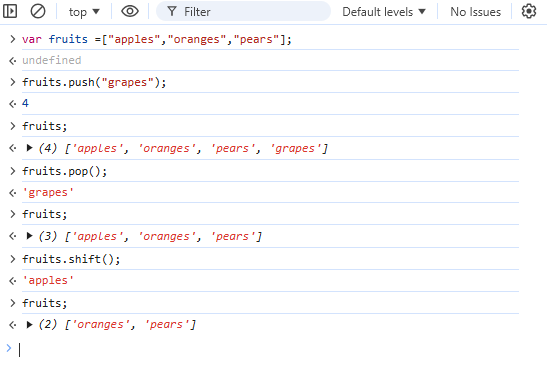 top Filter Default levels No Issues
var fruits =["apples","oranges","pears"];
undefined
fruits.push("grapes");
4
fruits;
(4) ['apples', 'oranges', 'pears', 'grapes']
fruits.pop();
'grapes'
fruits;
(3) ['apples', 'oranges', 'pears']
fruits.shift();
'apples'
fruits;
(2) ['oranges', 'pears']